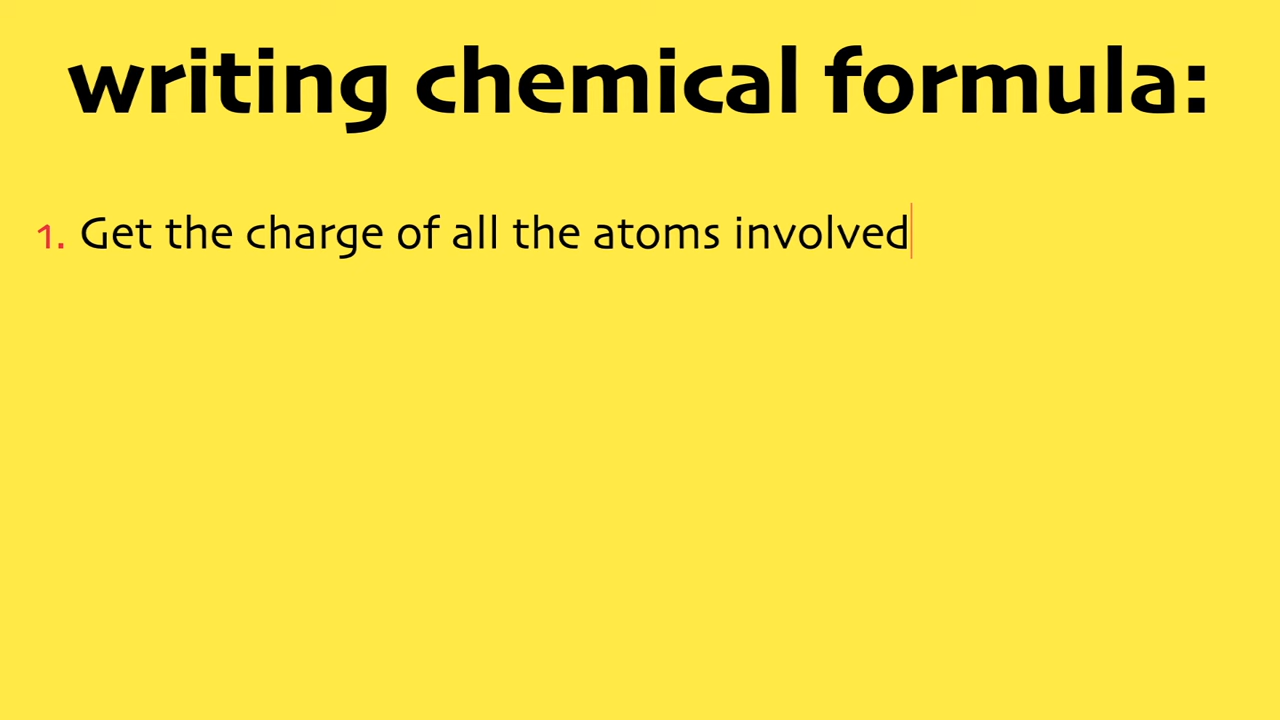 writing chemical formula:
1. Get the charge of all the atoms involved